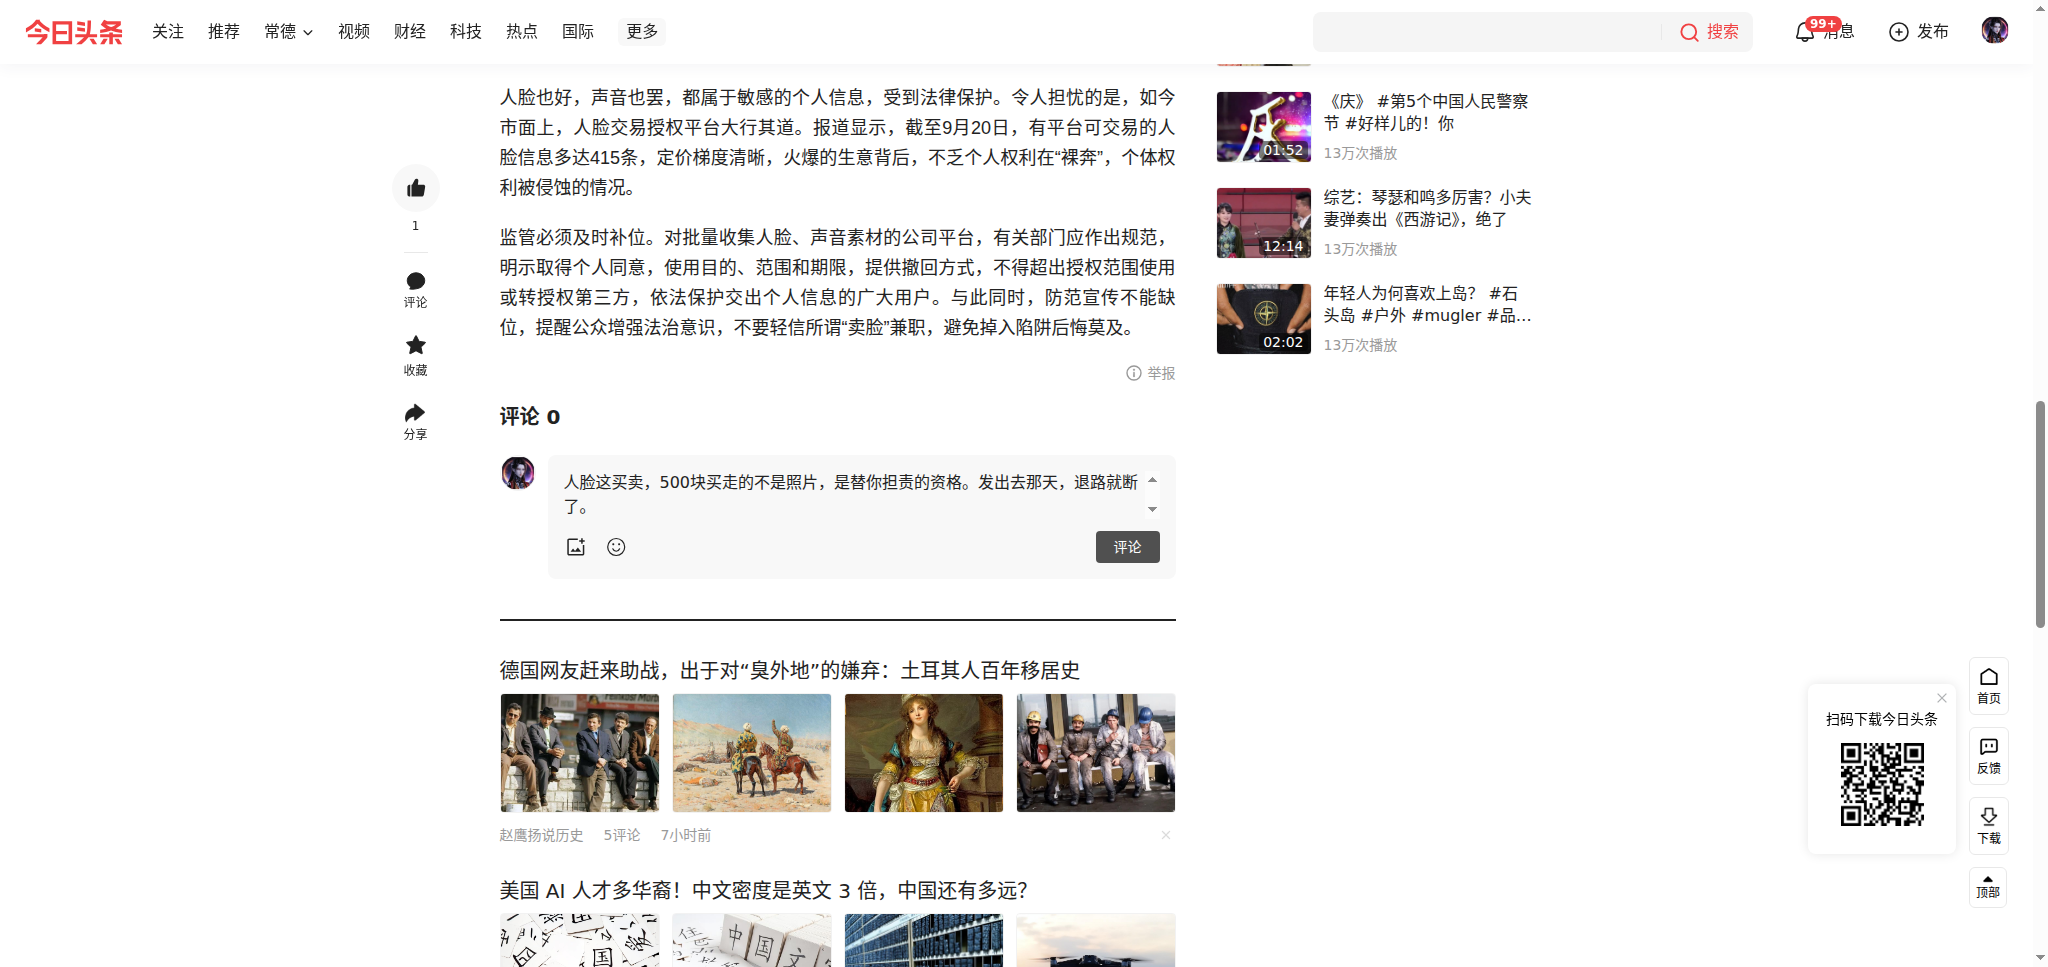 今日头条
关注 推荐 常德 视频 财经 科技 热点 国际 更多
搜索
99+
消息
发布
人脸也好，声音也罢，都属于敏感的个人信息，受到法律保护。令人担忧的是，如今
市面上，人脸交易授权平台大行其道。报道显示，截至9月20日，有平台可交易的人
脸信息多达415条，定价梯度清晰，火爆的生意背后，不乏个人权利在“裸奔”，个体权
利被侵蚀的情况。
监管必须及时补位。对批量收集人脸、声音素材的公司平台，有关部门应作出规范，
明示取得个人同意，使用目的、范围和期限，提供撤回方式，不得超出授权范围使用
或转授权第三方，依法保护交出个人信息的广大用户。与此同时，防范宣传不能缺
位，提醒公众增强法治意识，不要轻信所谓“卖脸”兼职，避免掉入陷阱后悔莫及。
举报
1
评论
收藏
分享
评论 0
人脸这买卖，500块买走的不是照片，是替你担责的资格。发出去那天，退路就断
了。
评论
德国网友赶来助战，出于对“臭外地”的嫌弃：土耳其人百年移居史
赵鹰扬说历史 5评论 7小时前
美国 AI 人才多华裔！中文密度是英文 3 倍，中国还有多远？
中 国 文
国
01:52
《庆》 #第5个中国人民警察
节 #好样儿的！你
13万次播放
12:14
综艺：琴瑟和鸣多厉害？小夫
妻弹奏出《西游记》，绝了
13万次播放
02:02
年轻人为何喜欢上岛？ #石
头岛 #户外 #mugler #品...
13万次播放
扫码下载今日头条
首页
反馈
下载
顶部